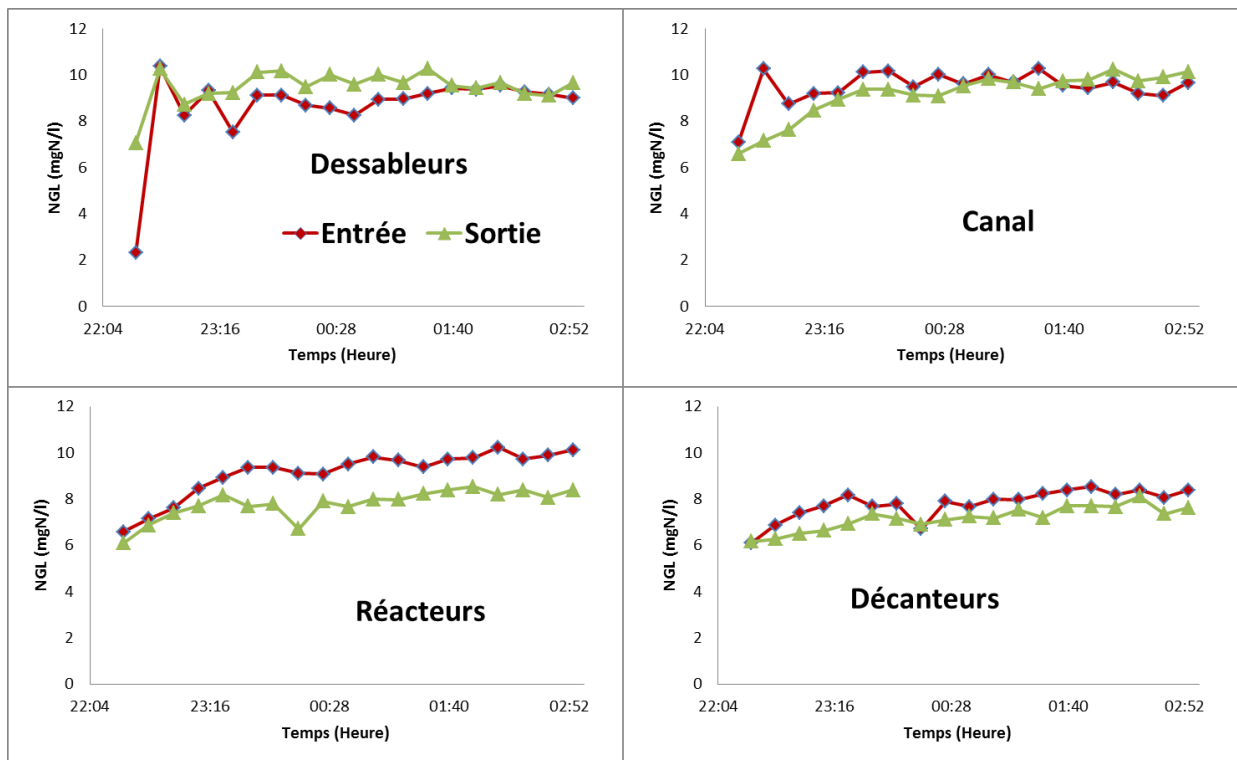 12
10
8
6
4
2
0
NGL (mgN/l)
Dessableurs
Entrée Sortie
22:04 23:16 00:28 01:40 02:52
Temps (Heure)
12
10
8
6
4
2
0
NGL (mgN/l)
Canal
22:04 23:16 00:28 01:40 02:52
Temps (Heure)
12
10
8
6
4
2
0
NGL (mgN/l)
Réacteurs
22:04 23:16 00:28 01:40 02:52
Temps (Heure)
12
10
8
6
4
2
0
NGL (mgN/l)
Décanteurs
22:04 23:16 00:28 01:40 02:52
Temps (Heure)